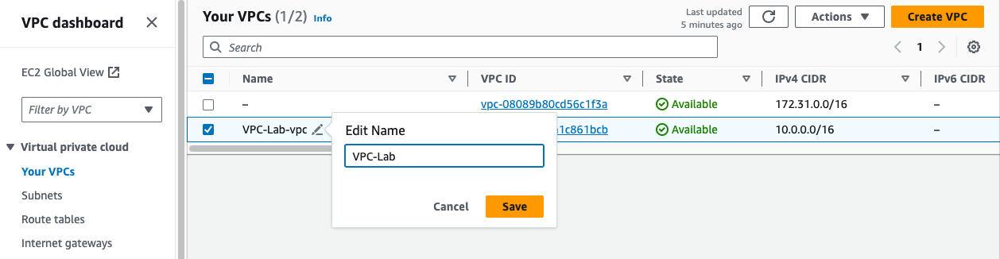 VPC dashboard
EC2 Global View
Filter by VPC
Virtual private cloud
Your VPCs
Subnets
Route tables
Internet gateways
Your VPCs (1/2) Info
Last updated
5 minutes ago
Actions
Create VPC
Search
1
Name VPC ID State IPv4 CIDR IPv6 CIDR
– vpc-08089b80cd56c1f3a Available 172.31.0.0/16 –
VPC-Lab-vpc 1c861bcb Available 10.0.0.0/16 –
Edit Name
VPC-Lab
Cancel Save